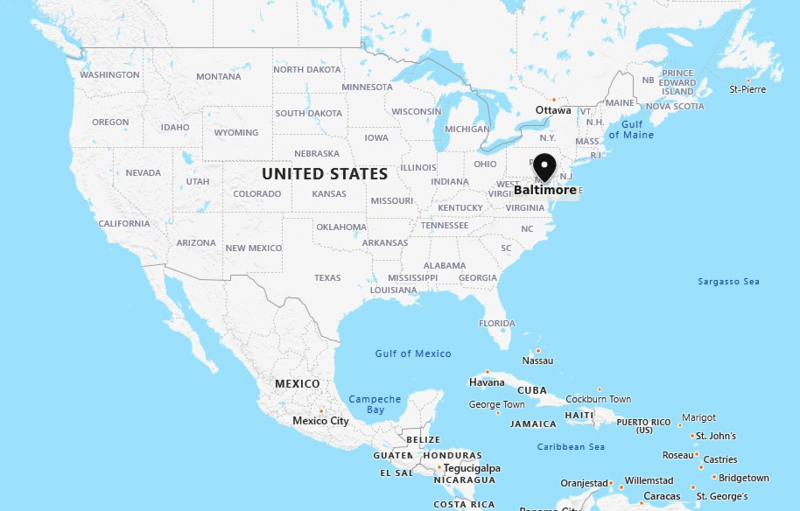 WASHINGTON
MONTANA
NORTH DAKOTA
MINNESOTA
PRINCE
EDWARD
ISLAND
NB
St-Pierre
OREGON
IDAHO
WYOMING
SOUTH DAKOTA
WISCONSIN
MICHIGAN
Ottawa
VT.
N.H.
MAINE
NOVA SCOTIA
Gulf
of Maine
IOWA
N.Y.
MASS.
R.I.
NEBRASKA
NEVADA
UTAH
COLORADO
UNITED STATES
KANSAS
ILLINOIS
INDIANA
OHIO
N.J.
MISSOURI
WEST
Baltimore
KENTUCKY
VIRGINIA
CALIFORNIA
ARIZONA
NEW MEXICO
OKLAHOMA
ARKANSAS
TENNESSEE
NC
SC
TEXAS
ALABAMA
MISSISSIPPI
GEORGIA
LOUISIANA
Sargasso Sea
FLORIDA
Gulf of Mexico
Nassau
MEXICO
Havana
CUBA
Campeche
Bay
Cockburn Town
George Town
Mexico City
JAMAICA
HAITI
PUERTO RICO
(US)
Marigot
St. John's
BELIZE
Caribbean Sea
GUATEM
HONDURAS
Roseau
Castries
EL SAL
Tegucigalpa
NICARAGUA
Oranjestad
Willemstad
Bridgetown
Caracas
St. George's
COSTA RICA
Panama City